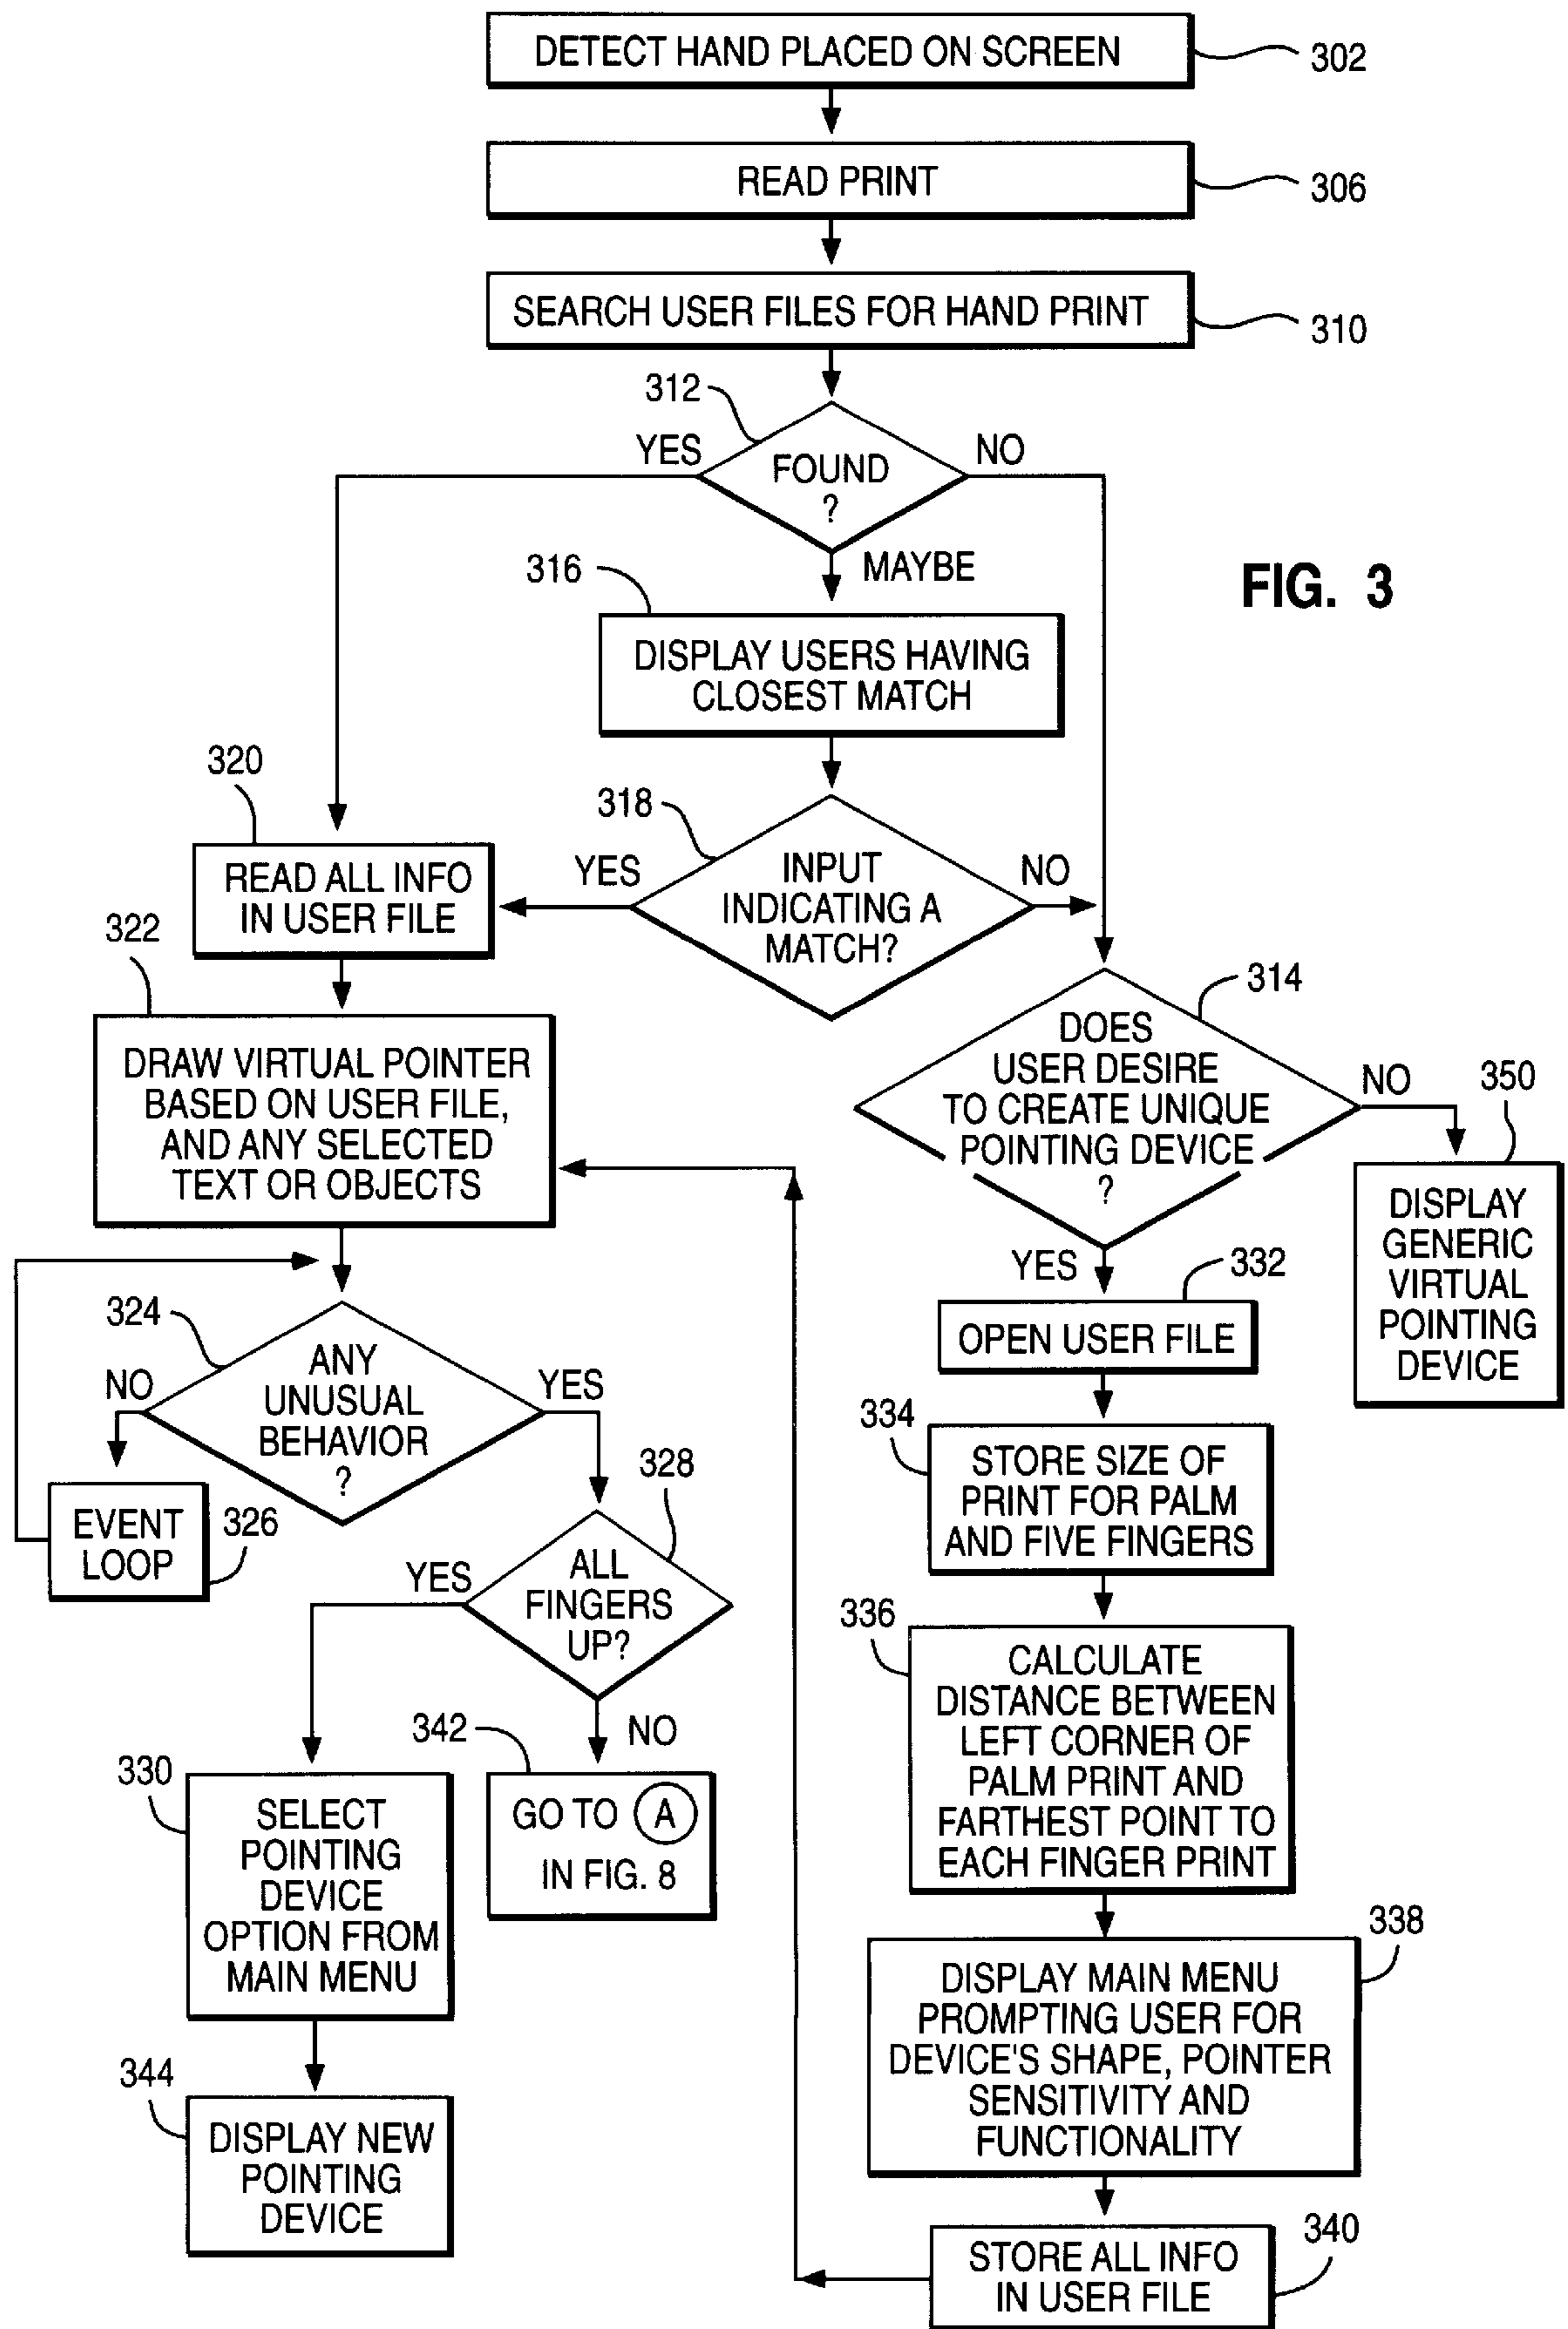 DETECT HAND PLACED ON SCREEN
302
READ PRINT
306
SEARCH USER FILES FOR HAND PRINT
310
312
YES
NO
FOUND
?
MAYBE
FIG. 3
316
DISPLAY USERS HAVING
CLOSEST MATCH
320
318
READ ALL INFO
IN USER FILE
YES
INPUT
INDICATING A
MATCH?
NO
322
DRAW VIRTUAL POINTER
BASED ON USER FILE,
AND ANY SELECTED
TEXT OR OBJECTS
314
DOES
USER DESIRE
TO CREATE UNIQUE
POINTING DEVICE
?
NO
350
DISPLAY
GENERIC
VIRTUAL
POINTING
DEVICE
YES
332
OPEN USER FILE
324
NO
ANY
UNUSUAL
BEHAVIOR
?
YES
EVENT
LOOP
326
328
YES
ALL
FINGERS
UP?
NO
334
STORE SIZE OF
PRINT FOR PALM
AND FIVE FINGERS
336
CALCULATE
DISTANCE BETWEEN
LEFT CORNER OF
PALM PRINT AND
FARTHEST POINT TO
EACH FINGER PRINT
342
GO TO A
IN FIG. 8
330
SELECT
POINTING
DEVICE
OPTION FROM
MAIN MENU
338
DISPLAY MAIN MENU
PROMPTING USER FOR
DEVICE'S SHAPE, POINTER
SENSITIVITY AND
FUNCTIONALITY
344
DISPLAY NEW
POINTING
DEVICE
340
STORE ALL INFO
IN USER FILE